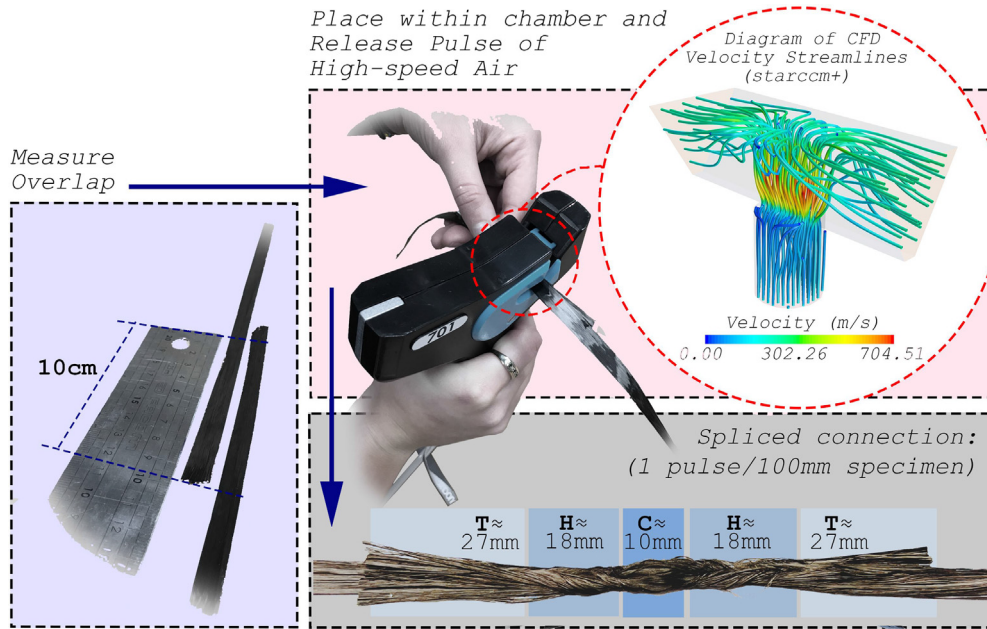 Place within chamber and
Release Pulse of
High-speed Air
Diagram of CFD
Velocity Streamlines
(starccm+)
Measure
Overlap
10cm
701
Velocity (m/s)
0.00 302.26 704.51
Spliced connection:
(1 pulse/100mm specimen)
T≈ H≈ C≈ H≈ T≈
27mm 18mm 10mm 18mm 27mm